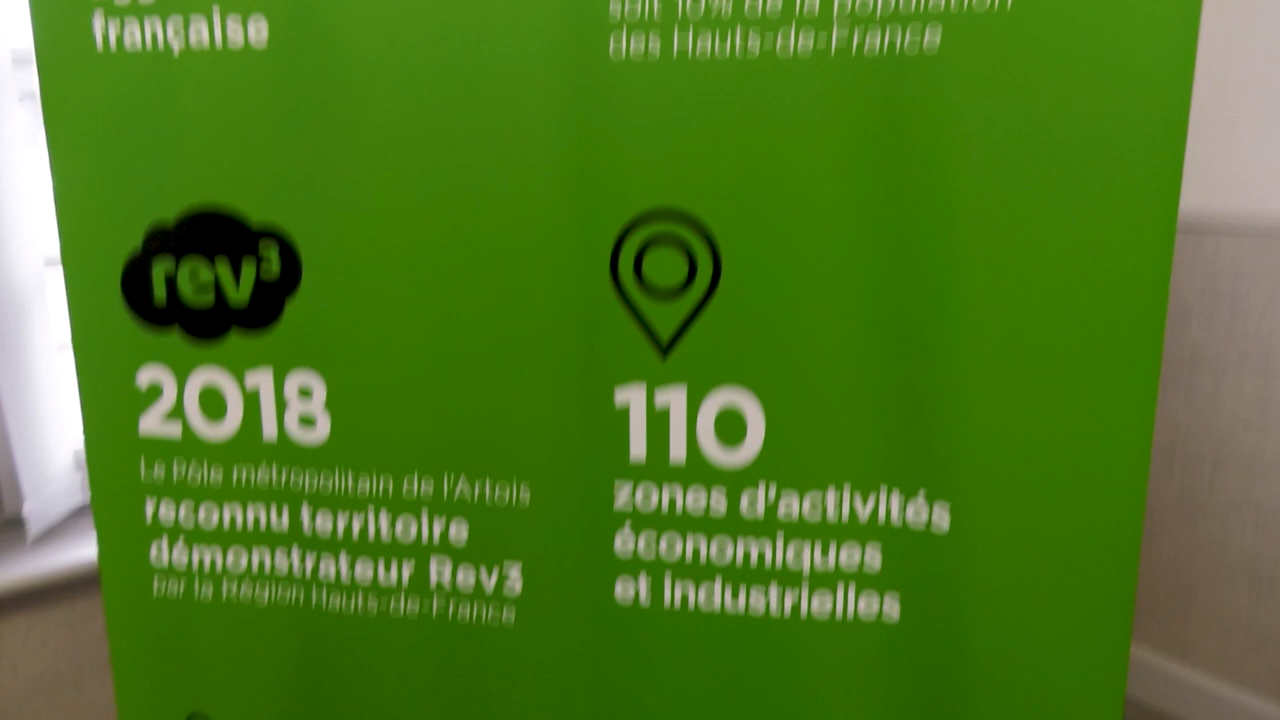 française
soit 10% de la population
des Hauts-de-France
rev³
2018
Le Pôle métropolitain de l'Artois
reconnu territoire
démonstrateur Rev3
par la Région Hauts-de-France
110
zones d'activités
économiques
et industrielles